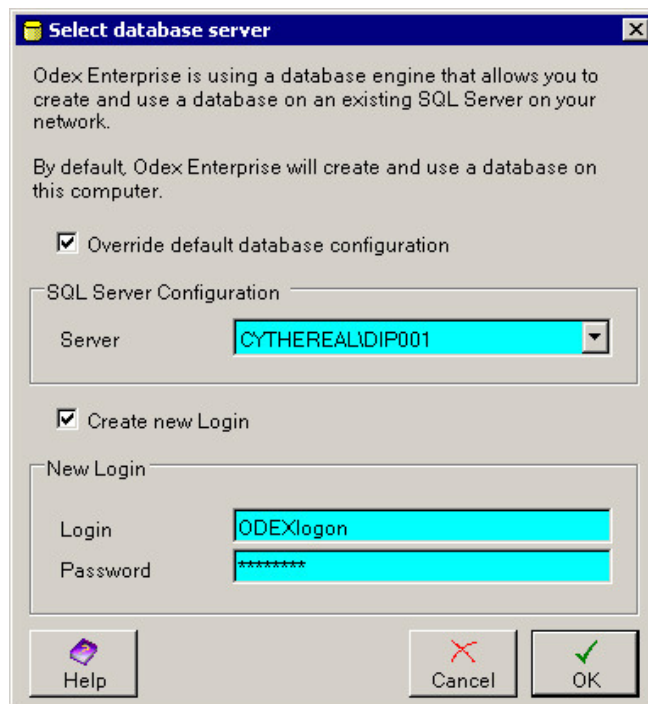 Select database server
Odex Enterprise is using a database engine that allows you to
create and use a database on an existing SQL Server on your
network.
By default, Odex Enterprise will create and use a database on
this computer.
Override default database configuration
SQL Server Configuration
Server CYTHEREAL\DIP001
Create new Login
New Login
Login ODEXlogon
Password ********
Help Cancel OK